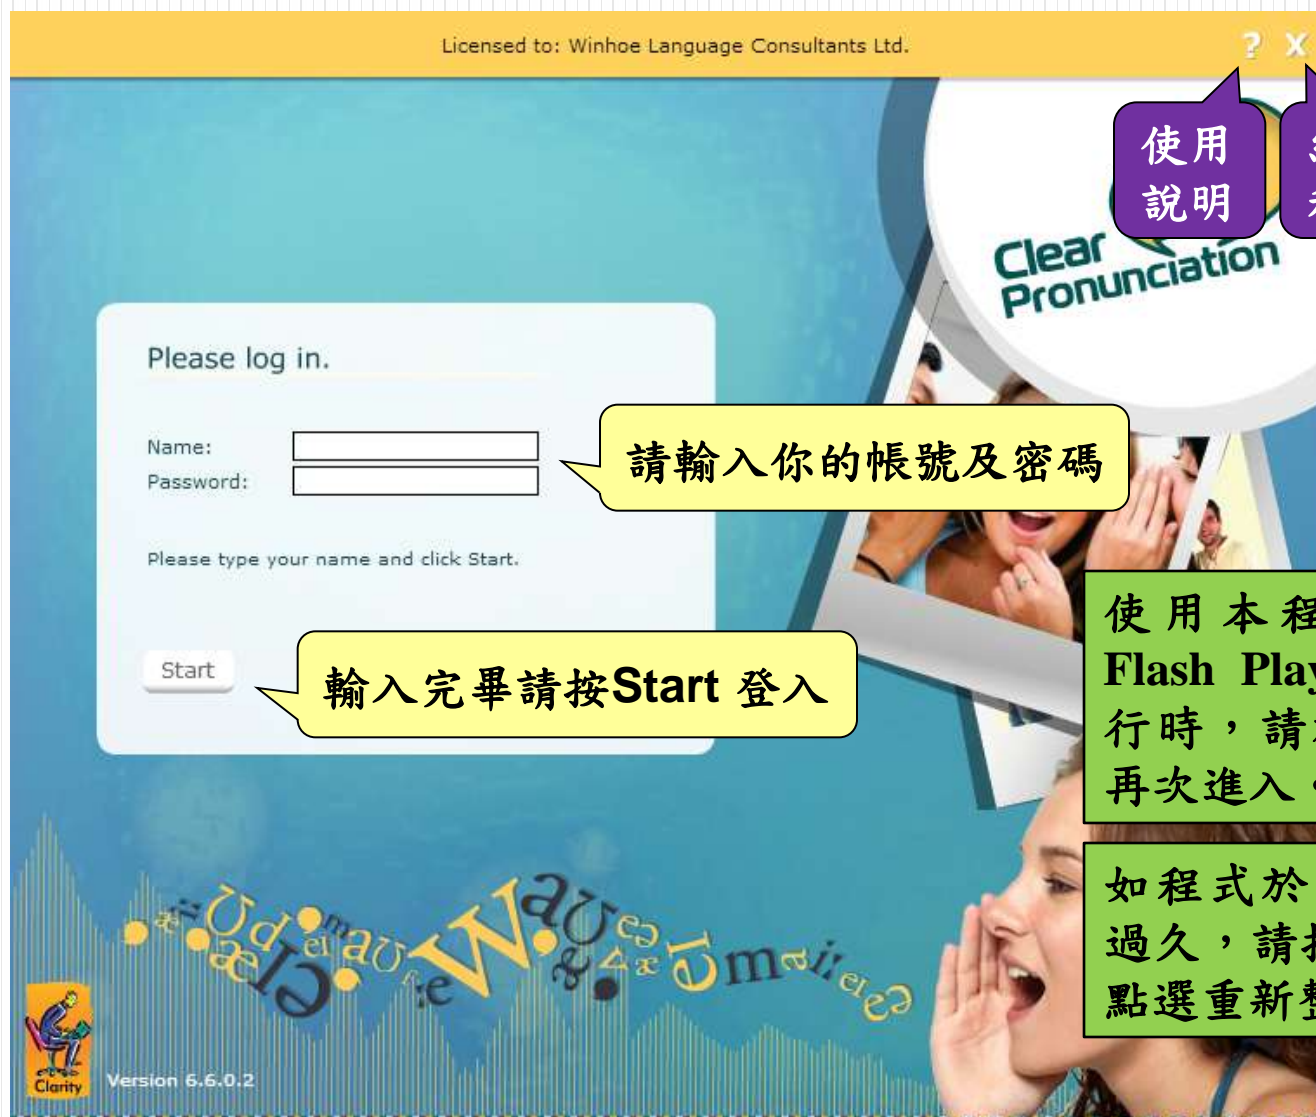 Licensed to: Winhoe Language Consultants Ltd.
? X
使用
說明
Clear
Pronunciation
Please log in.
Name:
Password:
請輸入你的帳號及密碼
Please type your name and click Start.
Start
輸入完畢請按Start 登入
使用本程
Flash Play
行時，請
再次進入
如程式於
過久，請
點選重新整
Clarity
Version 6.6.0.2